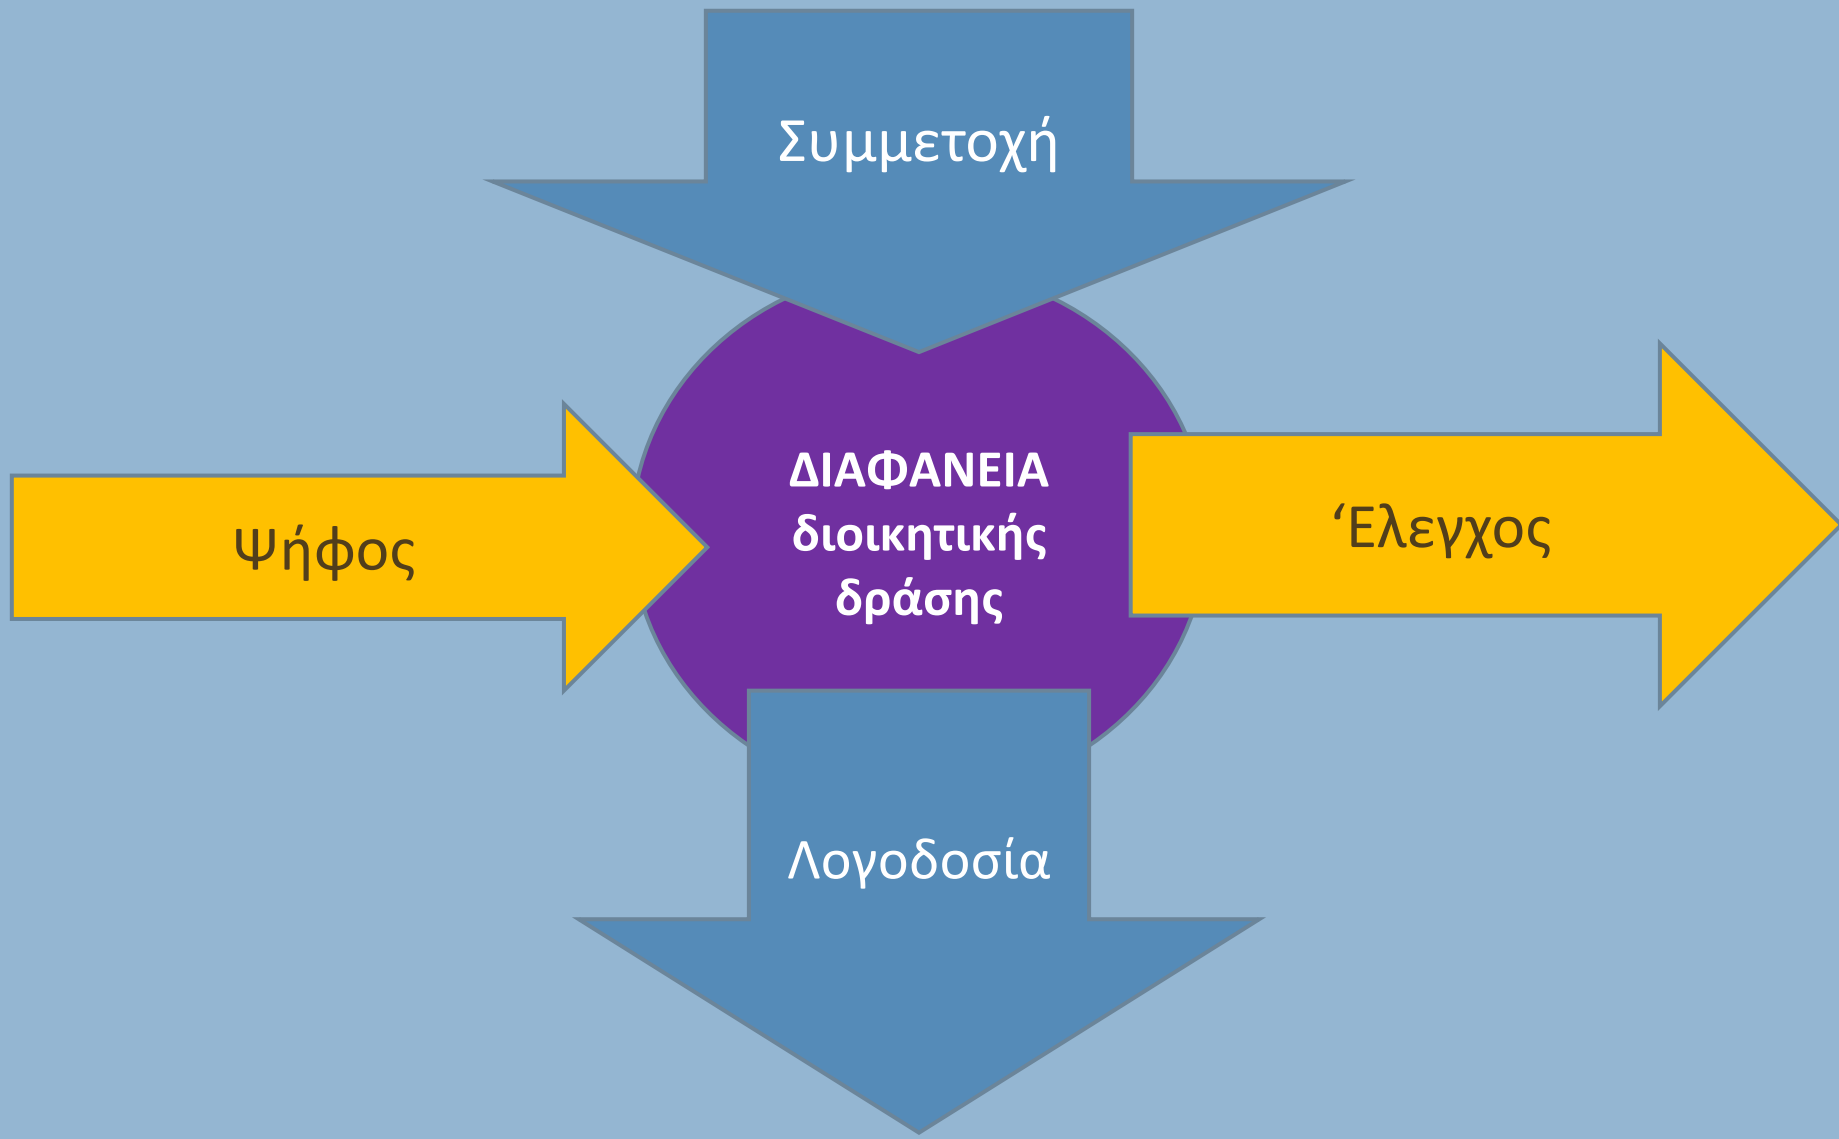 Συμμετοχή
Ψήφος
ΔΙΑΦΑΝΕΙΑ
διοικητικής
δράσης
‘Ελεγχος
Λογοδοσία